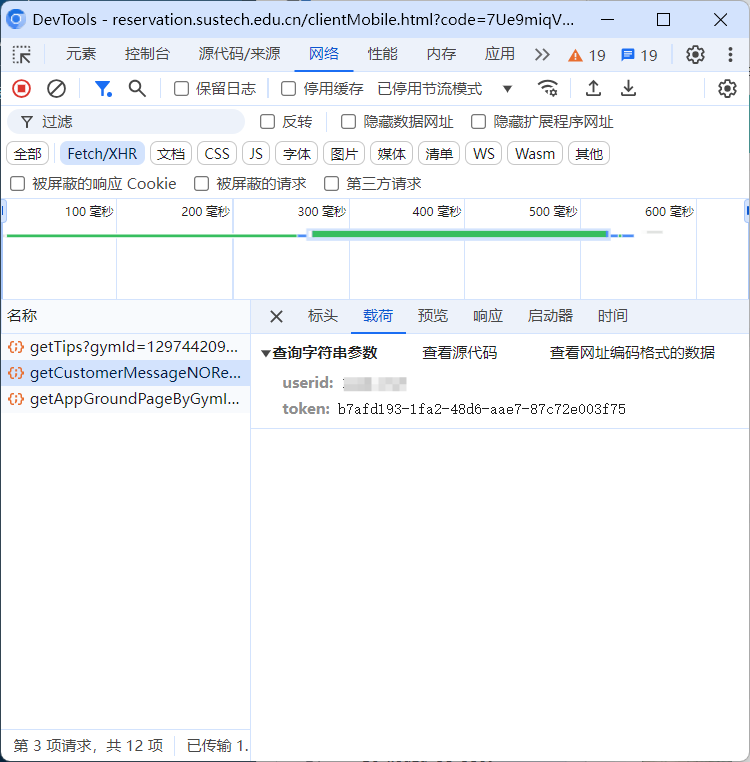 DevTools - reservation.sustech.edu.cn/clientMobile.html?code=7Ue9miqV...
元素 控制台 源代码/来源 网络 性能 内存 应用 19 19
保留日志 停用缓存 已停用节流模式
过滤 反转 隐藏数据网址 隐藏扩展程序网址
全部 Fetch/XHR 文档 CSS JS 字体 图片 媒体 清单 WS Wasm 其他
被屏蔽的响应 Cookie 被屏蔽的请求 第三方请求
100 毫秒 200 毫秒 300 毫秒 400 毫秒 500 毫秒 600 毫秒
名称 标头 载荷 预览 响应 启动器 时间
getTips?gymId=129744209...
getCustomerMessageNORe...
getAppGroundPageByGymI...
查询字符串参数 查看源代码 查看网址编码格式的数据
userid:
token: b7afd193-1fa2-48d6-aae7-87c72e003f75
第 3 项请求，共 12 项 已传输 1.